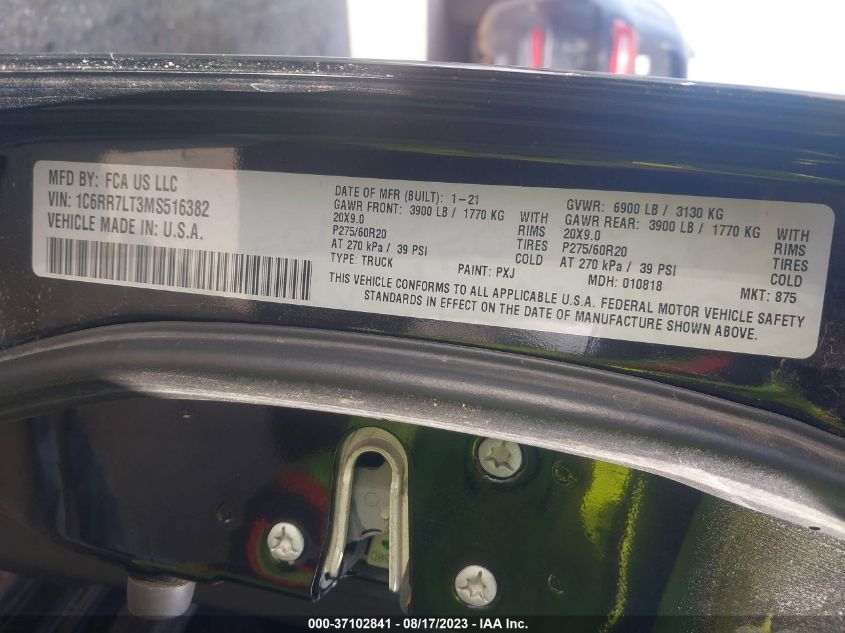 MFD BY: FCA US LLC
VIN: 1C6RR7LT3MS516382
VEHICLE MADE IN: U.S.A.
DATE OF MFR (BUILT): 1-21
GAWR FRONT: 3900 LB / 1770 KG WITH
20X9.0 RIMS
P275/60R20 TIRES
AT 270 kPa / 39 PSI COLD
TYPE: TRUCK PAINT: PXJ
GVWR: 6900 LB / 3130 KG
GAWR REAR: 3900 LB / 1770 KG WITH
20X9.0 RIMS
P275/60R20 TIRES
AT 270 kPa / 39 PSI COLD
MDH: 010818 MKT: 875
THIS VEHICLE CONFORMS TO ALL APPLICABLE U.S.A. FEDERAL MOTOR VEHICLE SAFETY
STANDARDS IN EFFECT ON THE DATE OF MANUFACTURE SHOWN ABOVE.
000-37102841 - 08/17/2023 - IAA Inc.